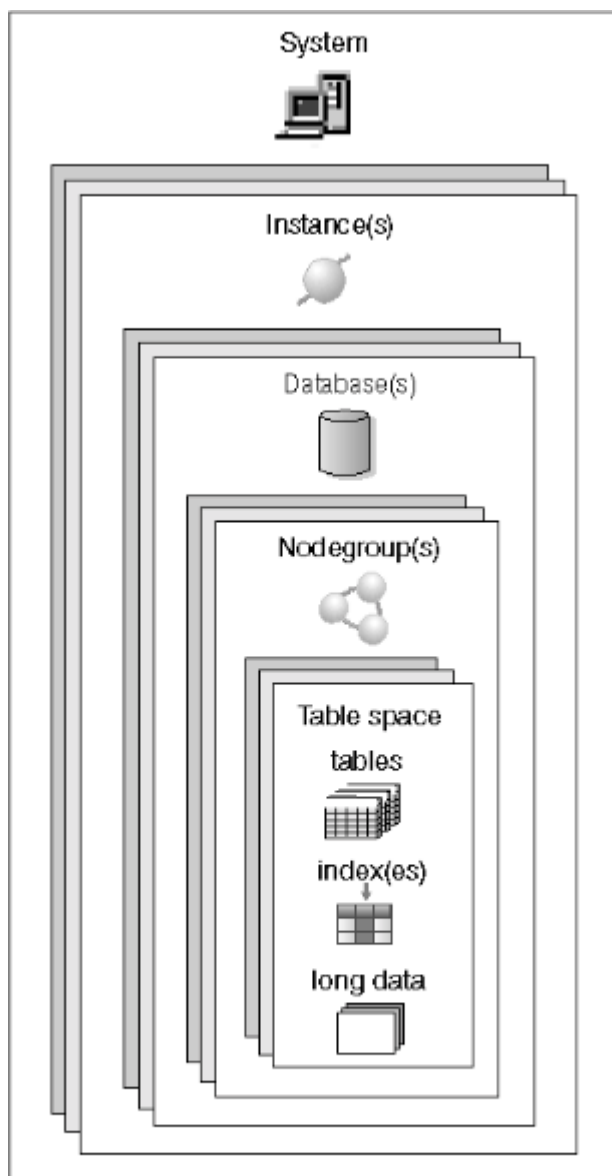 System
Instance(s)
Database(s)
Nodegroup(s)
Table space
tables
index(es)
long data